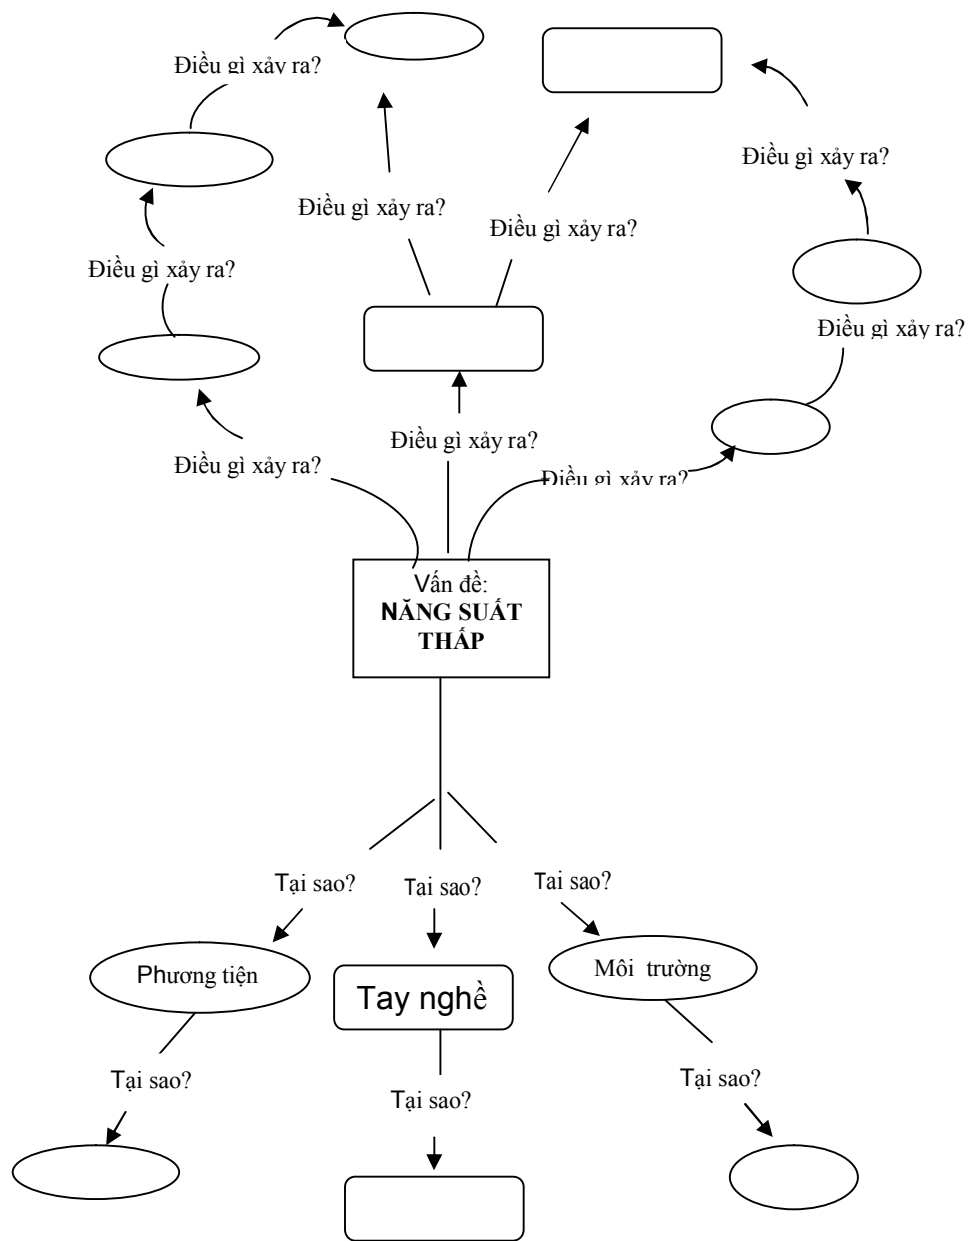 Điều gì xảy ra?
Điều gì xảy ra?
Điều gì xảy ra?
Điều gì xảy ra?
Điều gì xảy ra?
Điều gì xảy ra?
Điều gì xảy ra?
Điều gì xảy ra?
Điều gì xảy ra?
Vấn đề:
NĂNG SUẤT
THẤP
Tại sao?
Tại sao?
Tại sao?
Phương tiện
Tay nghề
Môi trường
Tại sao?
Tại sao?
Tại sao?